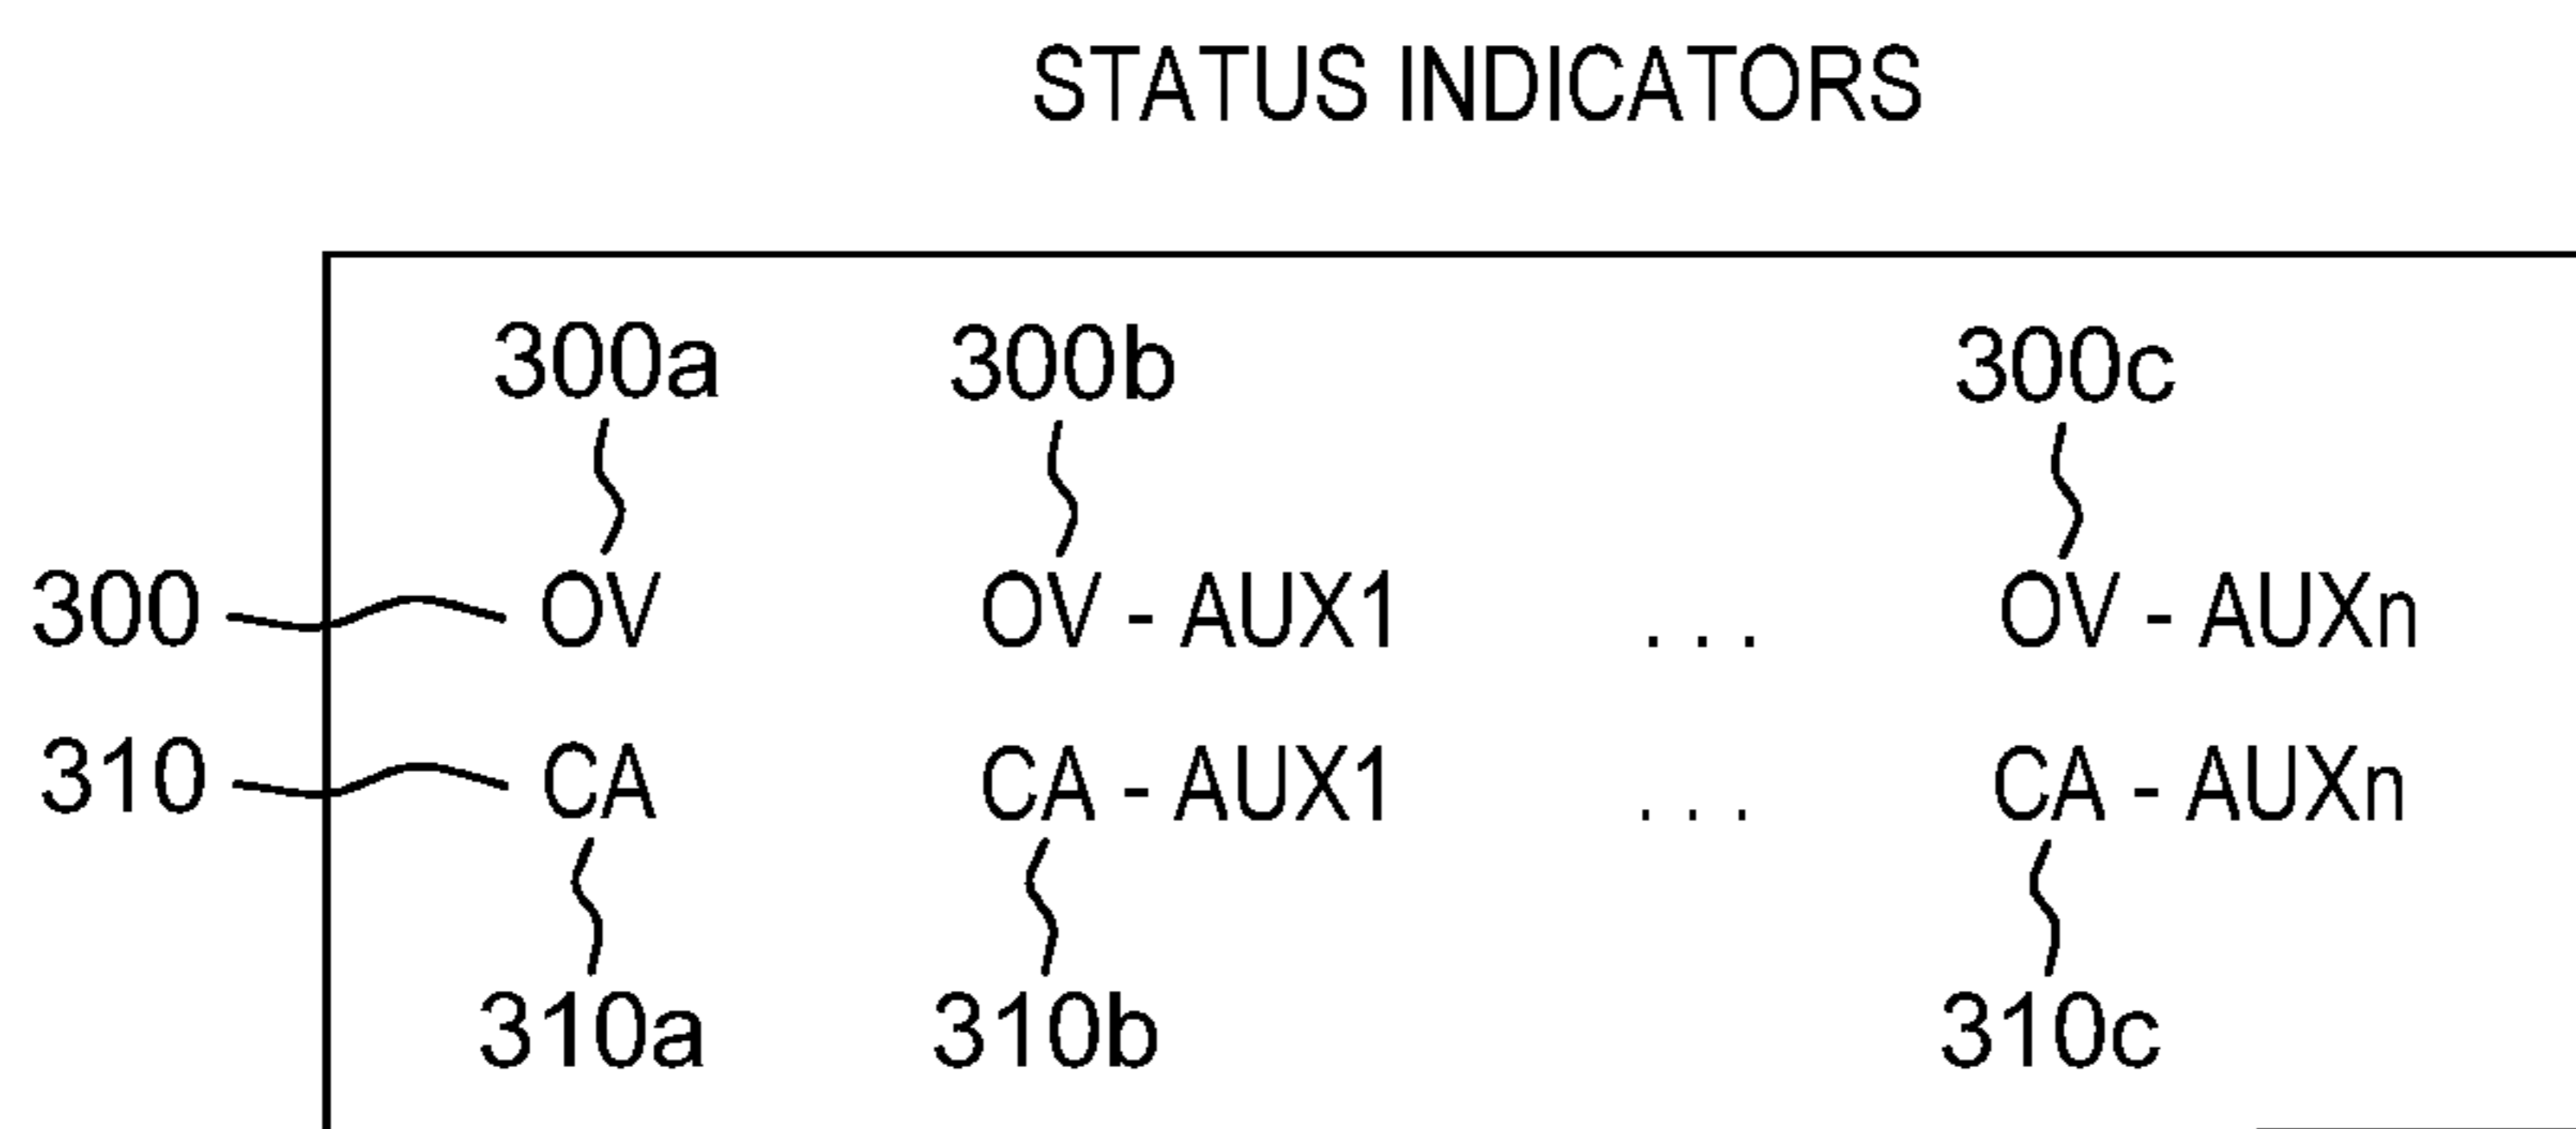 STATUS INDICATORS
300a 300b 300c
300 OV OV - AUX1 . . . OV - AUXn
310 CA CA - AUX1 . . . CA - AUXn
310a 310b 310c